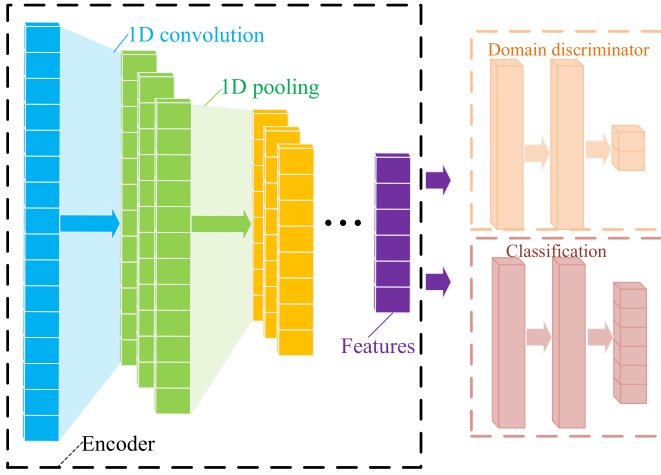 1D convolution
1D pooling
Features
Encoder
Domain discriminator
Classification